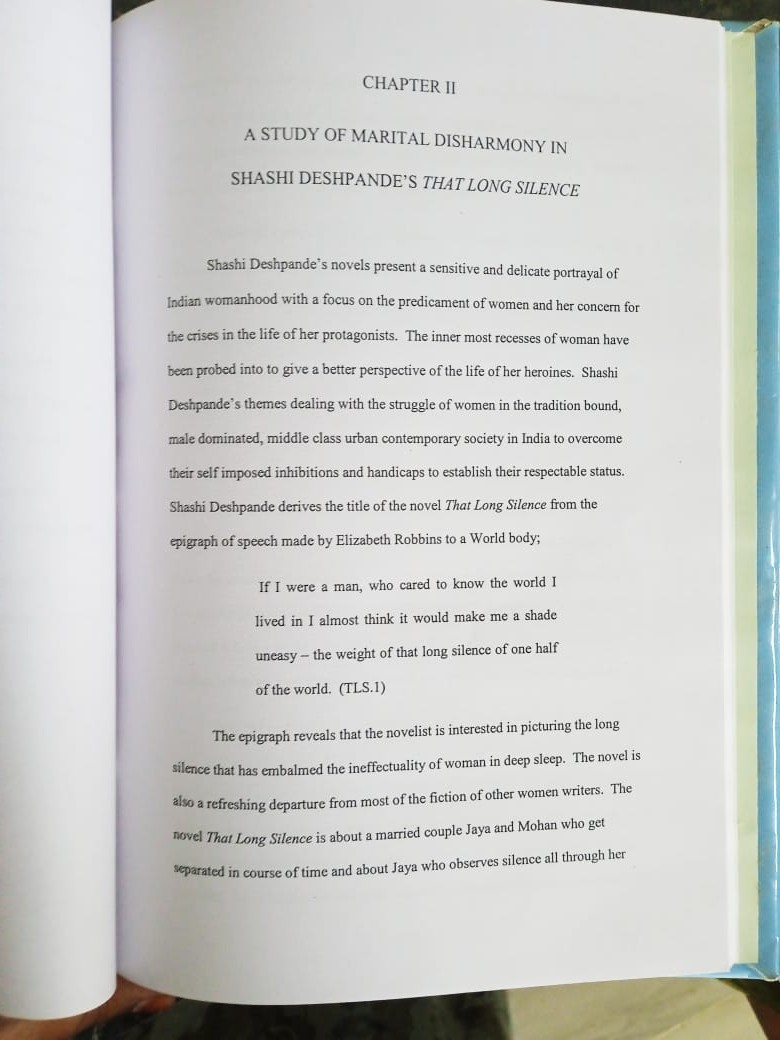 CHAPTER II
A STUDY OF MARITAL DISHARMONY IN
SHASHI DESHPANDE'S THAT LONG SILENCE
Shashi Deshpande's novels present a sensitive and delicate portrayal of
Indian womanhood with a focus on the predicament of women and her concern for
the crises in the life of her protagonists. The inner most recesses of woman have
been probed into to give a better perspective of the life of her heroines. Shashi
Deshpande's themes dealing with the struggle of women in the tradition bound,
male dominated, middle class urban contemporary society in India to overcome
their self imposed inhibitions and handicaps to establish their respectable status.
Shashi Deshpande derives the title of the novel That Long Silence from the
epigraph of speech made by Elizabeth Robbins to a World body;
If I were a man, who cared to know the world I
lived in I almost think it would make me a shade
uneasy – the weight of that long silence of one half
of the world. (TLS.1)
The epigraph reveals that the novelist is interested in picturing the long
silence that has embalmed the ineffectuality of woman in deep sleep. The novel is
also a refreshing departure from most of the fiction of other women writers. The
novel That Long Silence is about a married couple Jaya and Mohan who get
separated in course of time and about Jaya who observes silence all through her